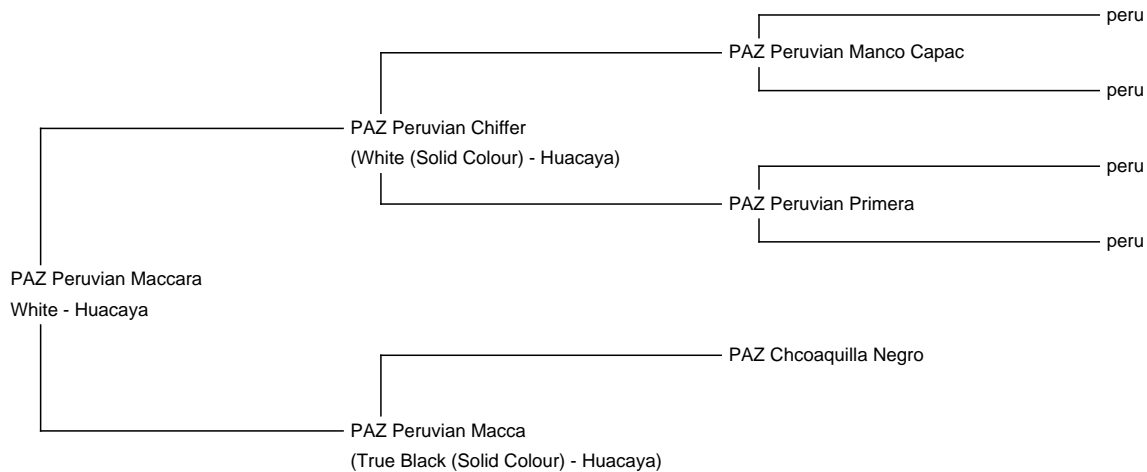 peru
PAZ Peruvian Manco Capac
peru
PAZ Peruvian Chiffer
(White (Solid Colour) - Huacaya)
peru
PAZ Peruvian Primera
peru
PAZ Peruvian Maccara
White - Huacaya
PAZ Chcoaquilla Negro
PAZ Peruvian Macca
(True Black (Solid Colour) - Huacaya)